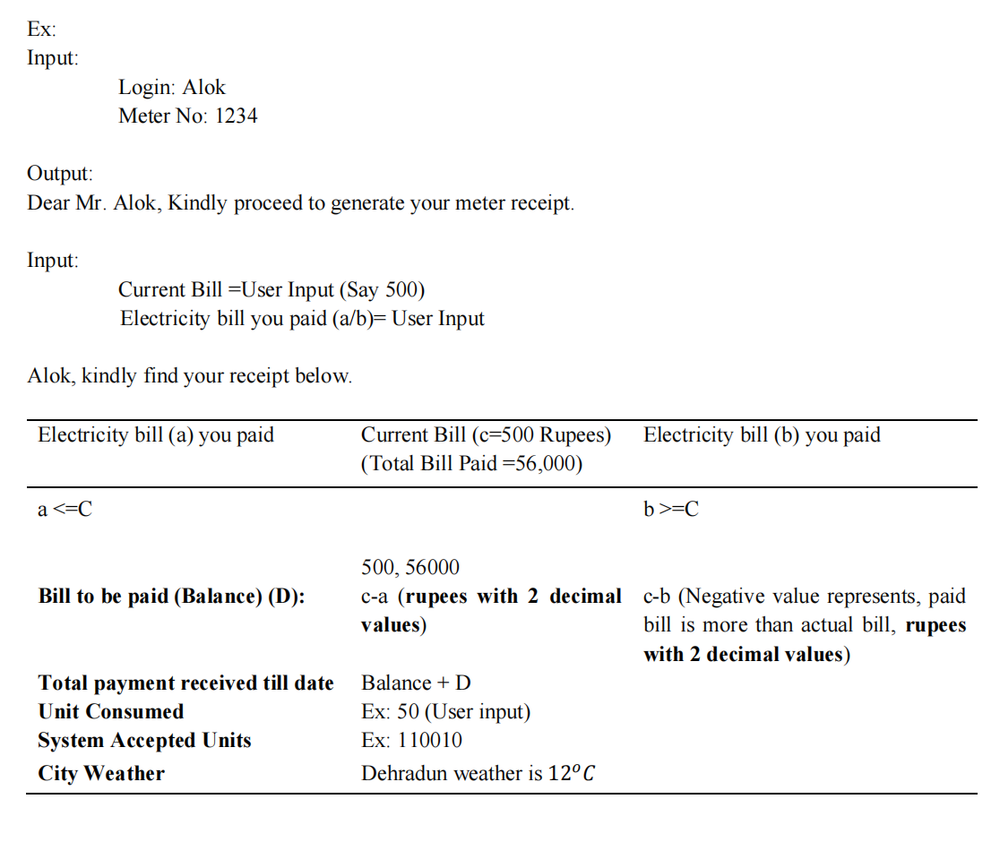 Ex:
Input:
Login: Alok
Meter No: 1234
Output:
Dear Mr. Alok, Kindly proceed to generate your meter receipt.
Input:
Current Bill =User Input (Say 500)
Electricity bill you paid (a/b)= User Input
Alok, kindly find your receipt below.
Electricity bill (a) you paid Current Bill (c=500 Rupees) Electricity bill (b) you paid
(Total Bill Paid =56,000)
a <=C b >=C
500, 56000
Bill to be paid (Balance) (D): c-a (rupees with 2 decimal c-b (Negative value represents, paid
values) bill is more than actual bill, rupees
with 2 decimal values)
Total payment received till date Balance + D
Unit Consumed Ex: 50 (User input)
System Accepted Units Ex: 110010
City Weather Dehradun weather is 12°C